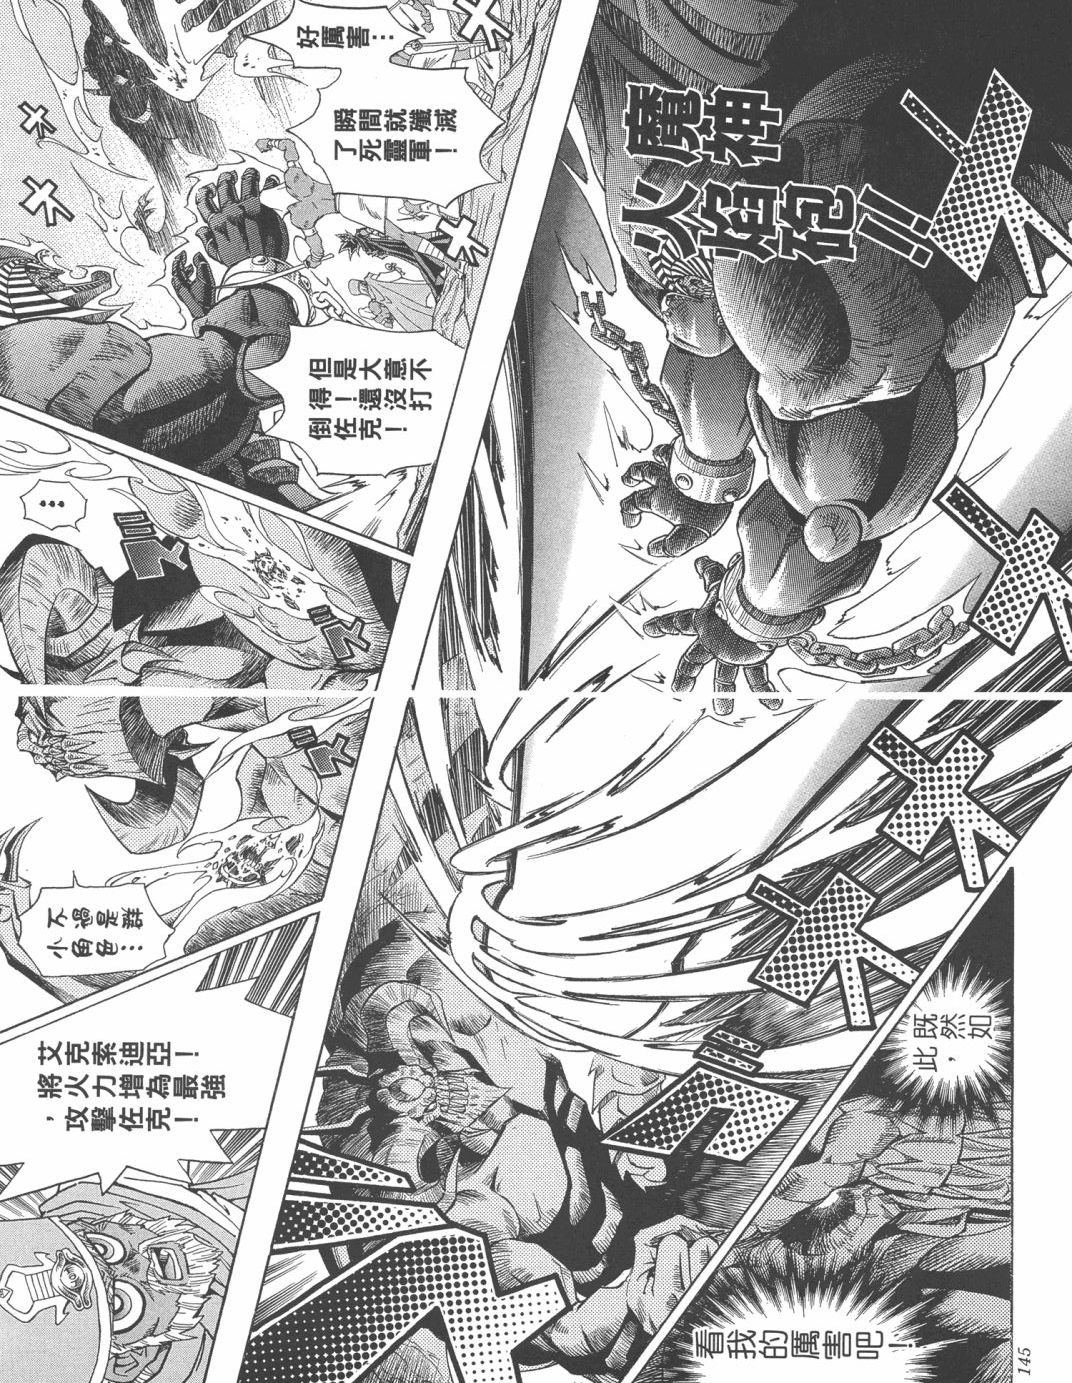 好厲害…
瞬間就殲滅
了死靈軍!
但是大意不
得!還沒打
倒佐克!
…
不過是群
小角色…
艾克索迪亞!
將火力增為最強
,攻擊佐克!
魔神
火焰砲!!
既然如
此,
看我的厲害吧!
145